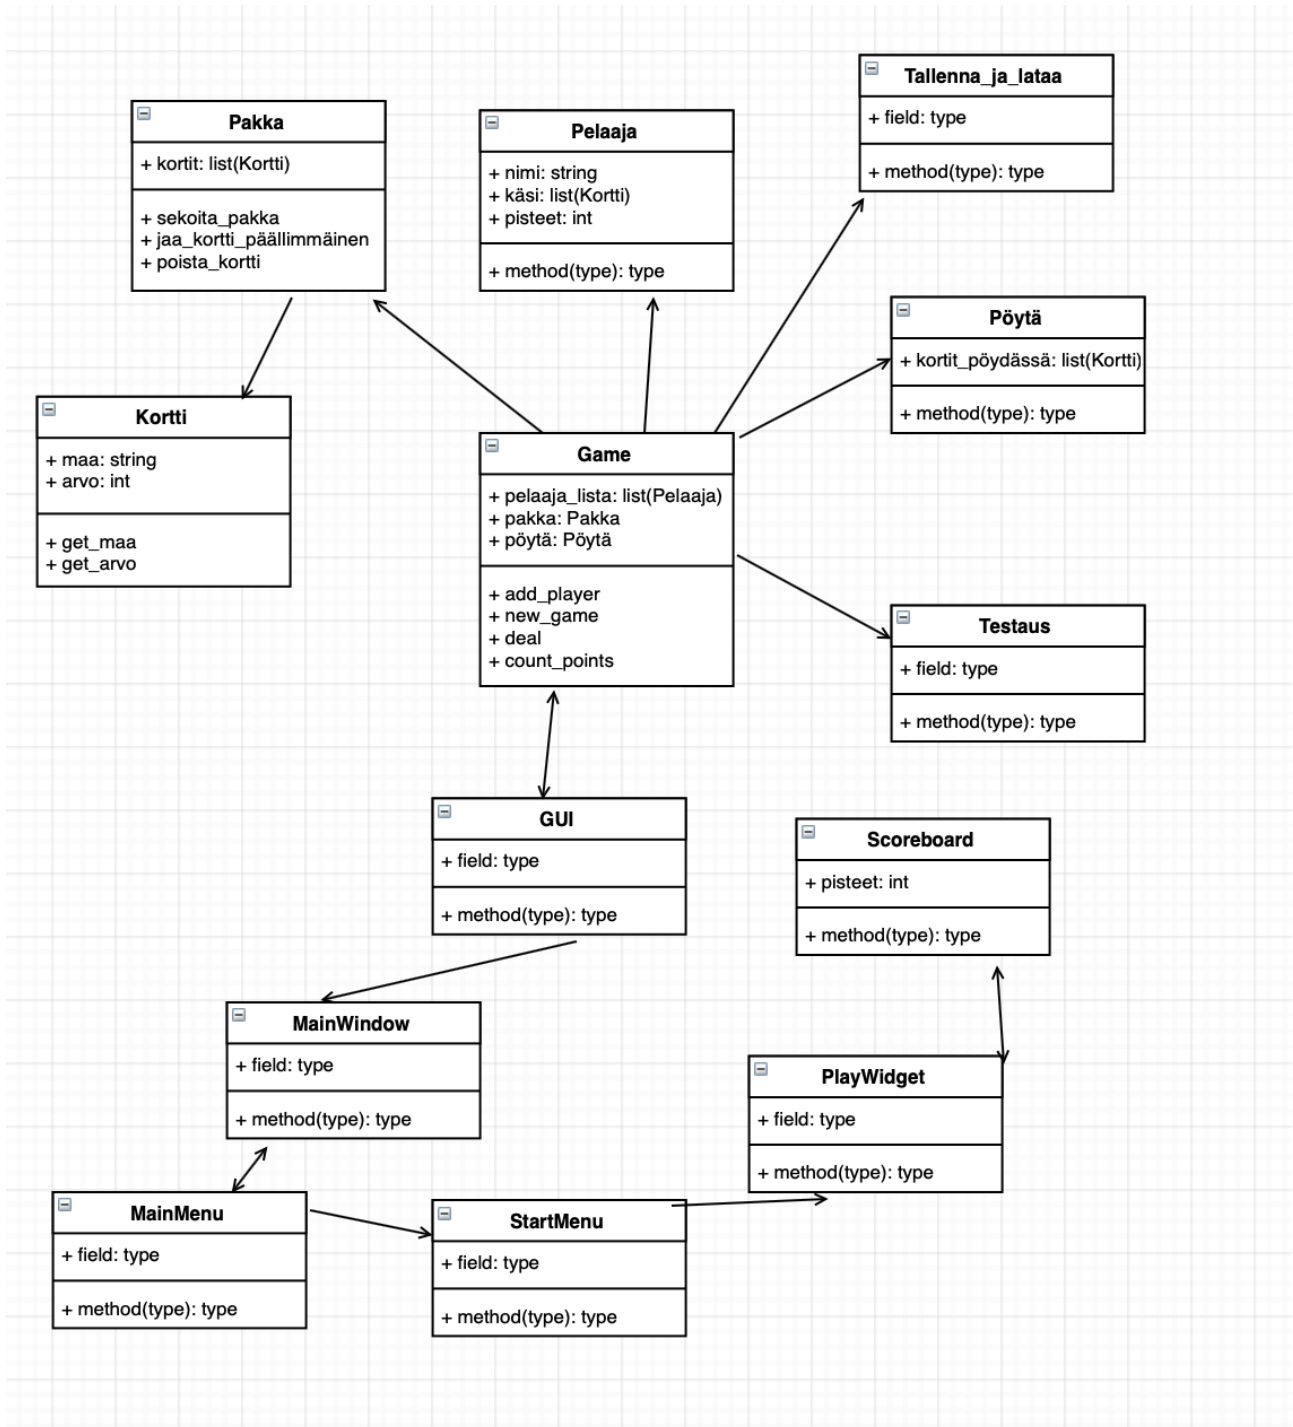 Tallenna_ja_lataa
+ field: type
+ method(type): type
Pakka
+ kortit: list(Kortti)
+ sekoita_pakka
+ jaa_kortti_päällimmäinen
+ poista_kortti
Pelaaja
+ nimi: string
+ käsi: list(Kortti)
+ pisteet: int
+ method(type): type
Pöytä
+ kortit_pöydässä: list(Kortti)
+ method(type): type
Kortti
+ maa: string
+ arvo: int
+ get_maa
+ get_arvo
Game
+ pelaaja_lista: list(Pelaaja)
+ pakka: Pakka
+ pöytä: Pöytä
+ add_player
+ new_game
+ deal
+ count_points
Testaus
+ field: type
+ method(type): type
GUI
+ field: type
+ method(type): type
Scoreboard
+ pisteet: int
+ method(type): type
MainWindow
+ field: type
+ method(type): type
PlayWidget
+ field: type
+ method(type): type
MainMenu
+ field: type
+ method(type): type
StartMenu
+ field: type
+ method(type): type